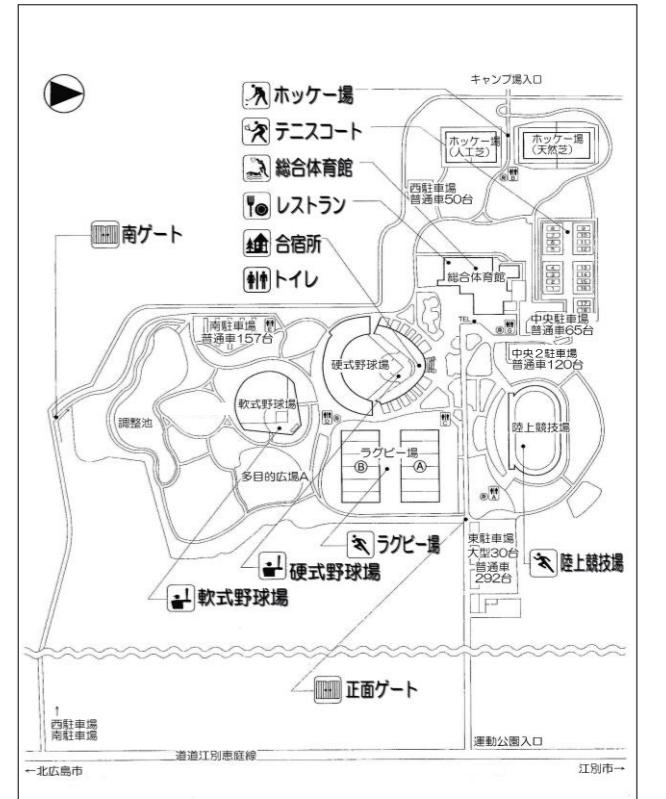 キャンプ場入口
ホッケー場
テニスコート
総合体育館
レストラン
合宿所
トイレ
南ゲート
ホッケー場
(人工芝)
ホッケー場
(天然芝)
西駐車場
普通車50台
総合体育館
TEL
中央駐車場
普通車65台
中央2駐車場
普通車120台
南駐車場
普通車157台
硬式野球場
軟式野球場
調整池
多目的広場A
ラグビー場
B
A
陸上競技場
東駐車場
大型30台
普通車
292台
ラグビー場
陸上競技場
硬式野球場
軟式野球場
正面ゲート
↑
西駐車場
南駐車場
運動公園入口
道道江別恵庭線
←北広島市
江別市→